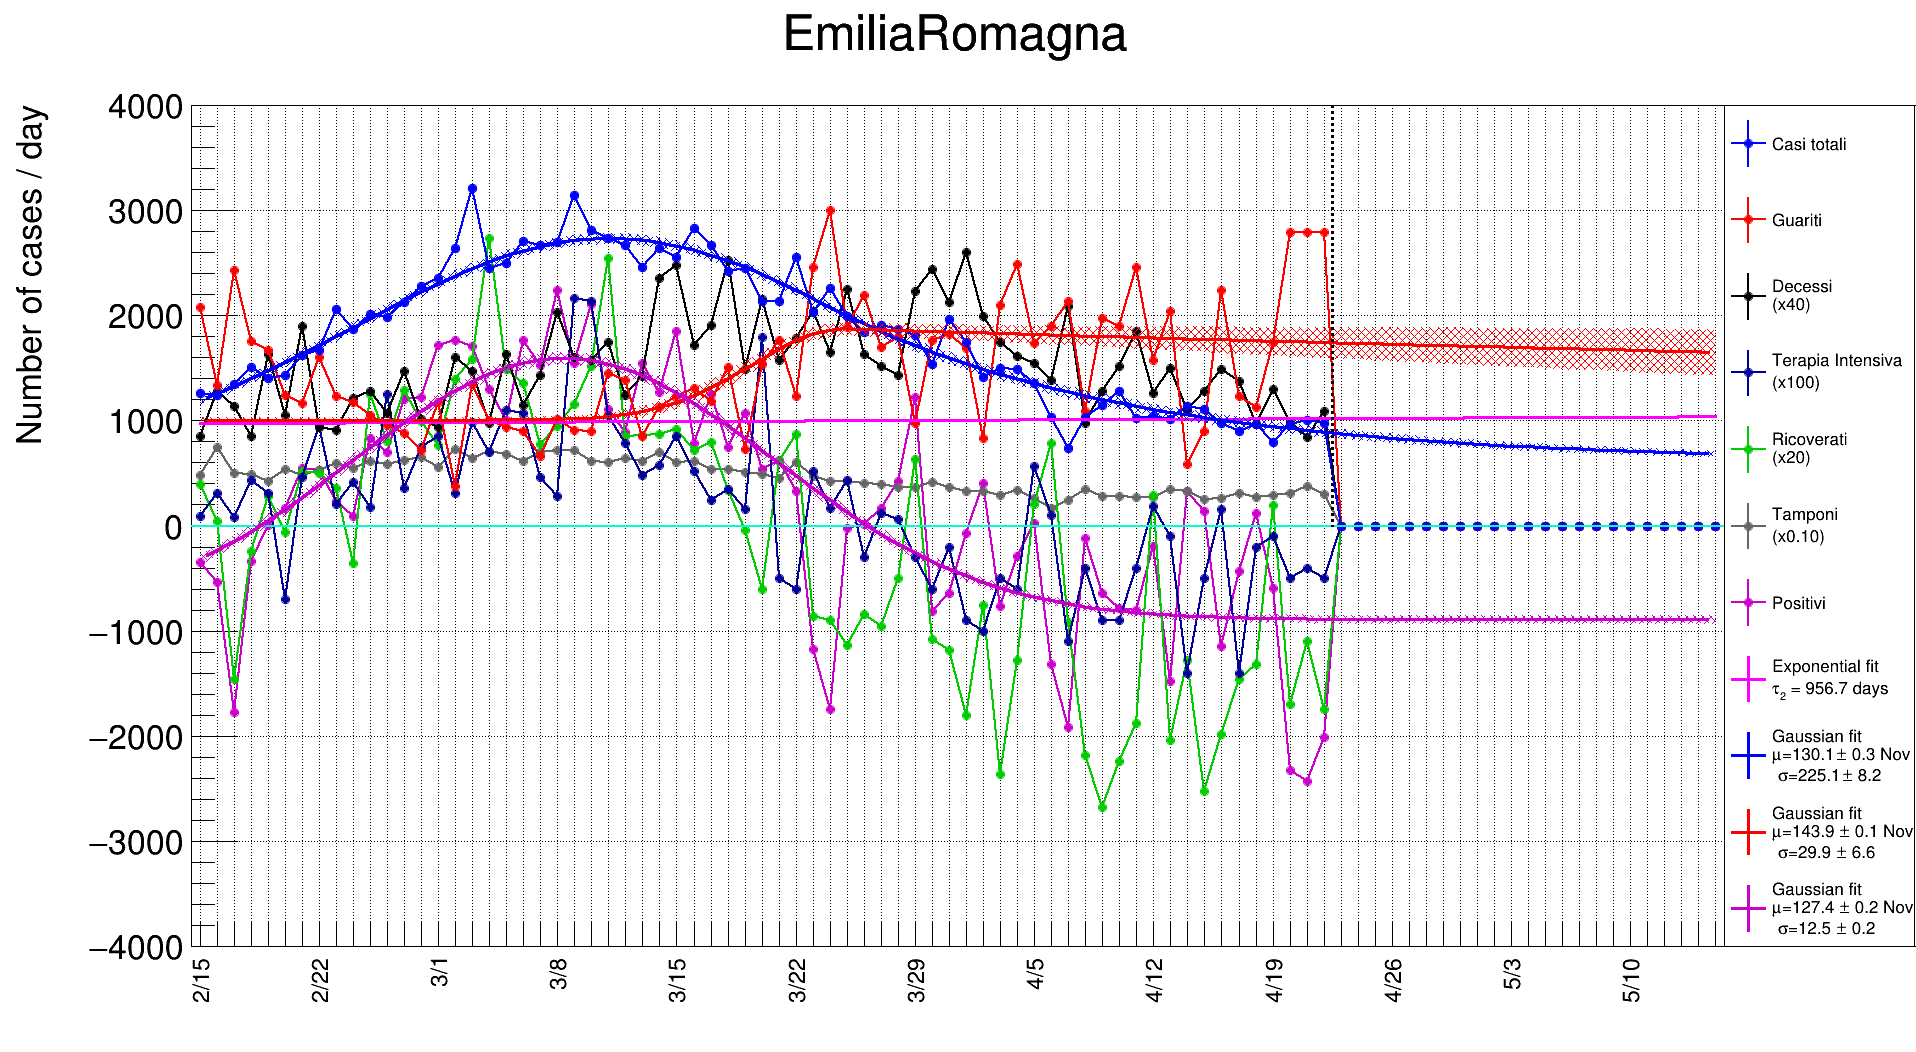 EmiliaRomagna
Number of cases / day
4000
3000
2000
1000
0
−1000
−2000
−3000
−4000
2/15
2/22
3/1
3/8
3/15
3/22
3/29
4/5
4/12
4/19
4/26
5/3
5/10
Casi totali
Guariti
Decessi
(x40)
Terapia Intensiva
(x100)
Ricoverati
(x20)
Tamponi
(x0.10)
Positivi
Exponential fit
τ2 = 956.7 days
Gaussian fit
μ=130.1 ± 0.3 Nov
σ=225.1 ± 8.2
Gaussian fit
μ=143.9 ± 0.1 Nov
σ=29.9 ± 6.6
Gaussian fit
μ=127.4 ± 0.2 Nov
σ=12.5 ± 0.2